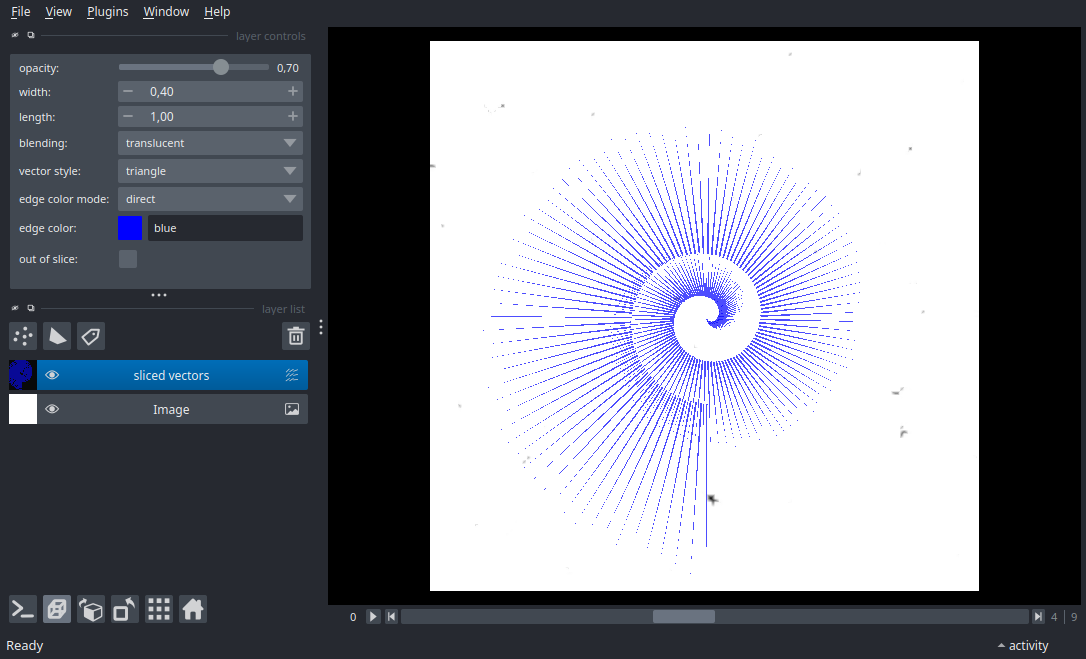 File View Plugins Window Help
layer controls
opacity: 0,70
width: 0,40
length: 1,00
blending: translucent
vector style: triangle
edge color mode: direct
edge color: blue
out of slice:
layer list
sliced vectors
Image
0 4 | 9
Ready activity